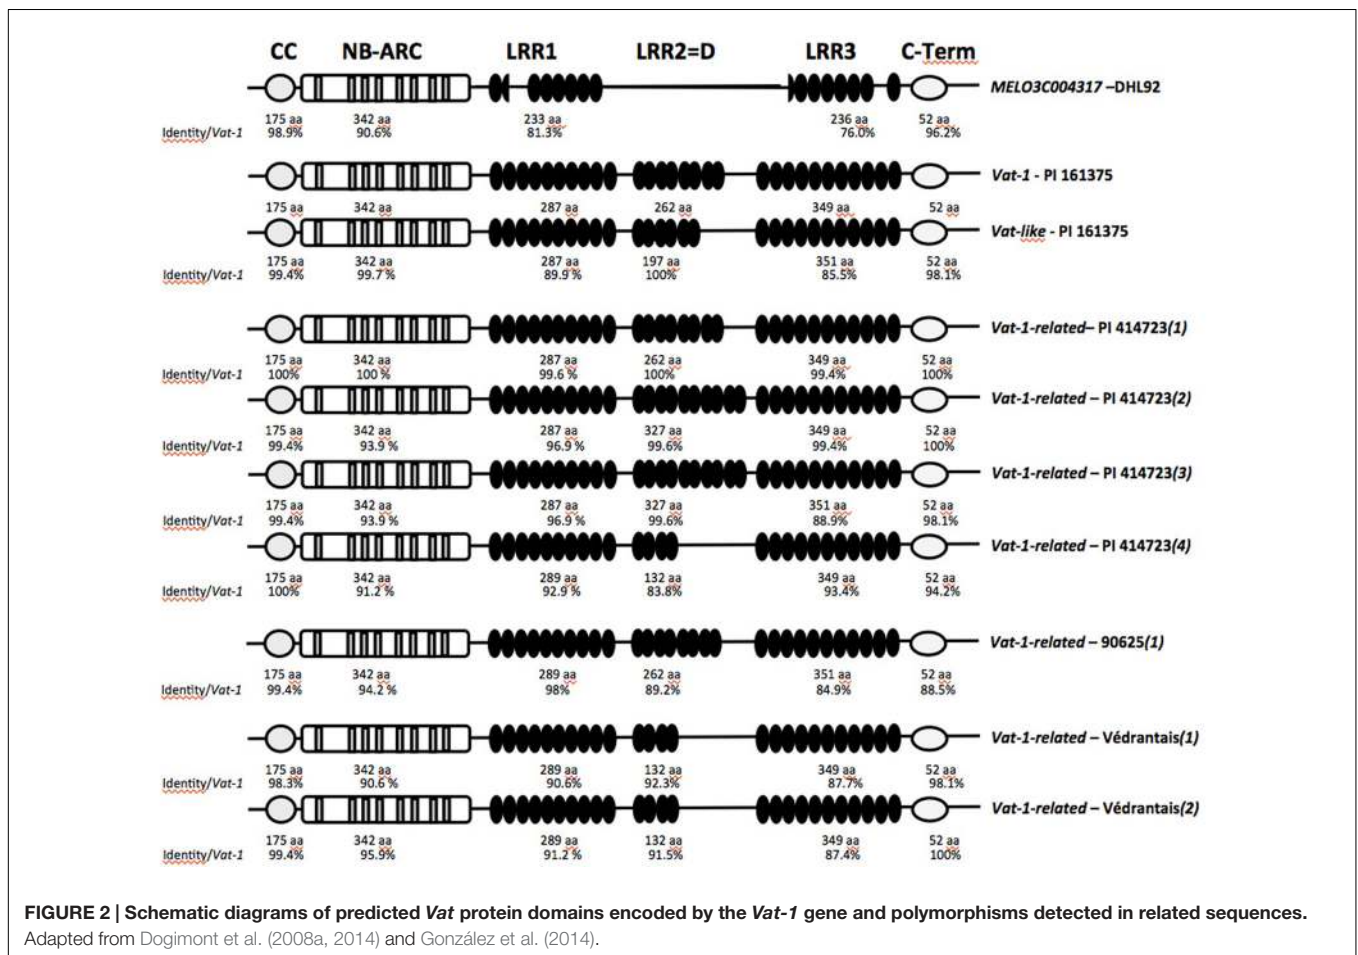 CC NB-ARC LRR1 LRR2=D LRR3 C-Term
MELO3C004317 –DHL92
175 aa 342 aa 233 aa 236 aa 52 aa
Identity/Vat-1 98.9% 90.6% 81.3% 76.0% 96.2%
Vat-1 - PI 161375
175 aa 342 aa 287 aa 262 aa 349 aa 52 aa
Vat-like - PI 161375
175 aa 342 aa 287 aa 197 aa 351 aa 52 aa
Identity/Vat-1 99.4% 99.7 % 89.9 % 100% 85.5% 98.1%
Vat-1-related– PI 414723(1)
175 aa 342 aa 287 aa 262 aa 349 aa 52 aa
Identity/Vat-1 100% 100 % 99.6 % 100% 99.4% 100%
Vat-1-related – PI 414723(2)
175 aa 342 aa 287 aa 327 aa 349 aa 52 aa
Identity/Vat-1 99.4% 93.9 % 96.9 % 99.6% 99.4% 100%
Vat-1-related – PI 414723(3)
175 aa 342 aa 287 aa 327 aa 351 aa 52 aa
Identity/Vat-1 99.4% 93.9 % 96.9 % 99.6% 88.9% 98.1%
Vat-1-related – PI 414723(4)
175 aa 342 aa 289 aa 132 aa 349 aa 52 aa
Identity/Vat-1 100% 91.2 % 92.9 % 83.8% 93.4% 94.2%
Vat-1-related – 90625(1)
175 aa 342 aa 289 aa 262 aa 351 aa 52 aa
Identity/Vat-1 99.4% 94.2 % 98% 89.2% 84.9% 88.5%
Vat-1-related – Védrantais(1)
175 aa 342 aa 289 aa 132 aa 349 aa 52 aa
Identity/Vat-1 98.3% 90.6 % 90.6% 92.3% 87.7% 98.1%
Vat-1-related – Védrantais(2)
175 aa 342 aa 289 aa 132 aa 349 aa 52 aa
Identity/Vat-1 99.4% 95.9% 91.2 % 91.5% 87.4% 100%
FIGURE 2 | Schematic diagrams of predicted Vat protein domains encoded by the Vat-1 gene and polymorphisms detected in related sequences.
Adapted from Dogimont et al. (2008a, 2014) and González et al. (2014).